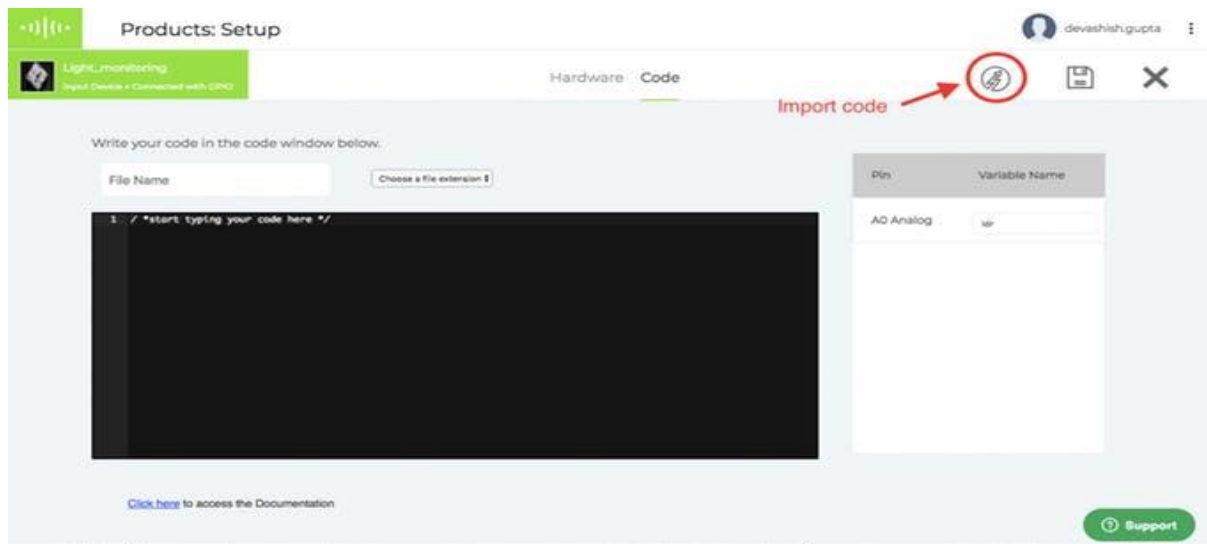 Products: Setup
devashish.gupta
Light_monitoring
Input Device • Connected with GPIO
Hardware Code
Import code
Write your code in the code window below.
File Name
Choose a file extension
Pin Variable Name
1 / *start typing your code here */
A0 Analog
Click here to access the Documentation
Support